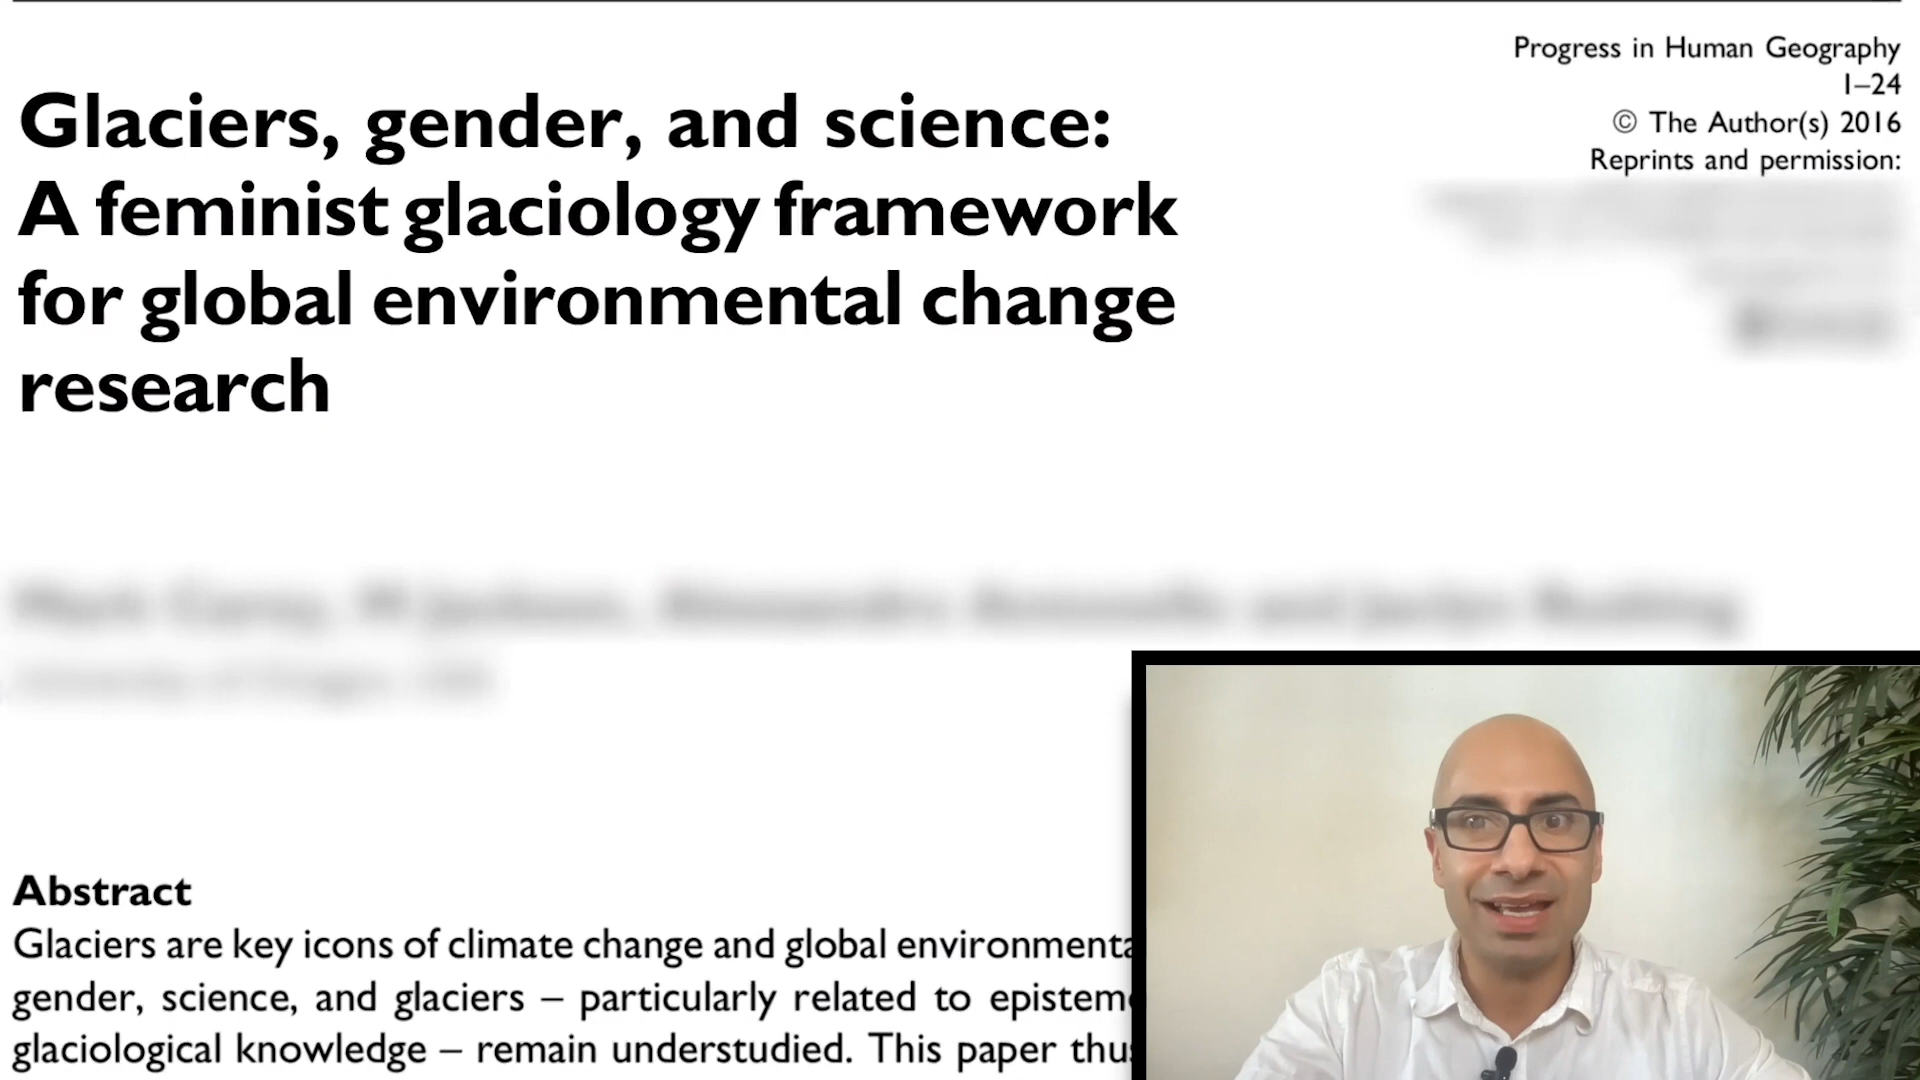 Progress in Human Geography
1–24
© The Author(s) 2016
Reprints and permission:
Glaciers, gender, and science:
A feminist glaciology framework
for global environmental change
research
Abstract
Glaciers are key icons of climate change and global environmenta
gender, science, and glaciers – particularly related to epistem
glaciological knowledge – remain understudied. This paper thus